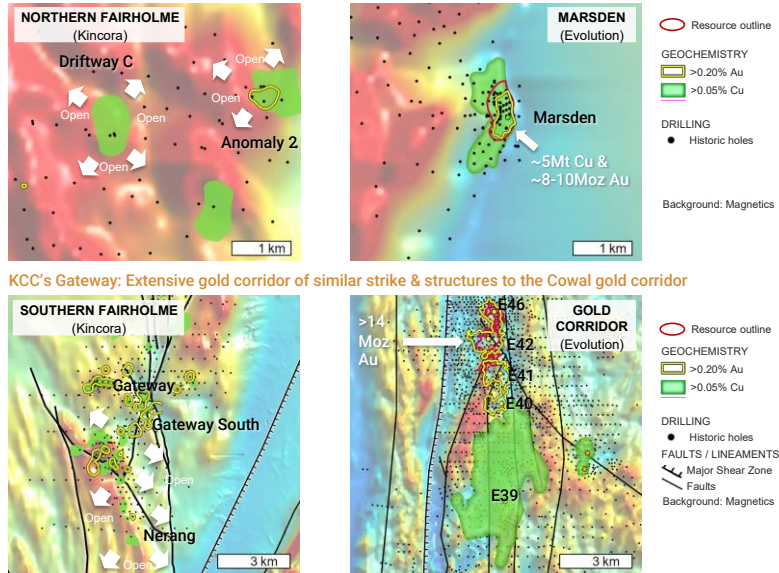 NORTHERN FAIRHOLME
(Kincora)
Driftway C
Open
Open
Open
Open
Open
Open
Anomaly 2
1 km
MARSDEN
(Evolution)
Marsden
~5Mt Cu &
~8-10Moz Au
1 km
Resource outline
GEOCHEMISTRY
>0.20% Au
>0.05% Cu
DRILLING
Historic holes
Background: Magnetics
KCC's Gateway: Extensive gold corridor of similar strike & structures to the Cowal gold corridor
SOUTHERN FAIRHOLME
(Kincora)
Gateway
Gateway South
Open
Open
Nerang
Open
3 km
GOLD
CORRIDOR
(Evolution)
>14
Moz
Au
E46
E42
E41
E40
E39
3 km
Resource outline
GEOCHEMISTRY
>0.20% Au
>0.05% Cu
DRILLING
Historic holes
FAULTS / LINEAMENTS
Major Shear Zone
Faults
Background: Magnetics